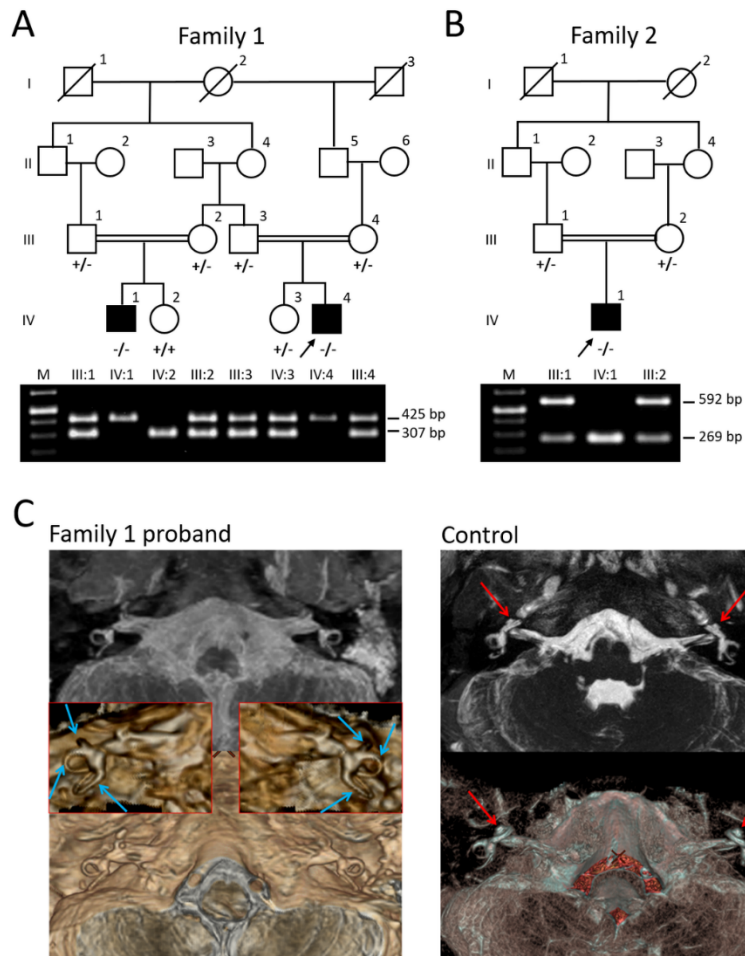 A
Family 1
I
1
2
3
II
1
2
3
4
5
6
III
1
2
3
4
+/-
+/-
+/-
+/-
IV
1
2
3
4
-/-
+/+
+/-
-/-
M
III:1
IV:1
IV:2
III:2
III:3
IV:3
IV:4
III:4
425 bp
307 bp
B
Family 2
I
1
2
II
1
2
3
4
III
1
2
+/-
+/-
IV
1
-/-
M
III:1
IV:1
III:2
592 bp
269 bp
C
Family 1 proband
Control